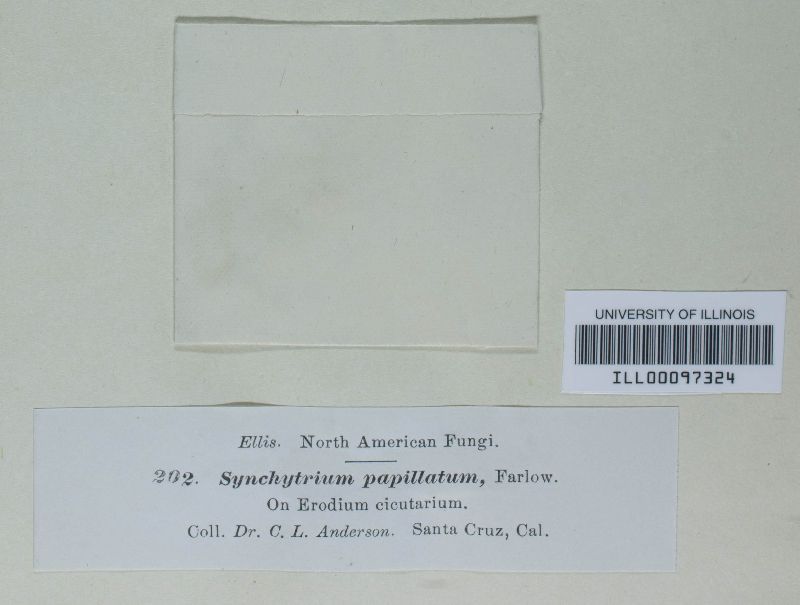 UNIVERSITY OF ILLINOIS
ILL00097324
Ellis. North American Fungi.
202. Synchytrium papillatum, Farlow.
On Erodium cicutarium.
Coll. Dr. C. L. Anderson. Santa Cruz, Cal.